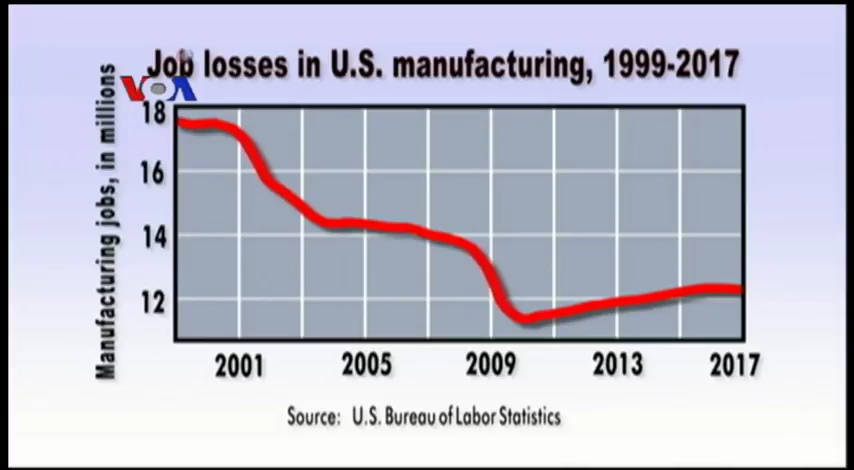 Job losses in U.S. manufacturing, 1999-2017
VOA
Manufacturing jobs, in millions
18
16
14
12
2001 2005 2009 2013 2017
Source: U.S. Bureau of Labor Statistics